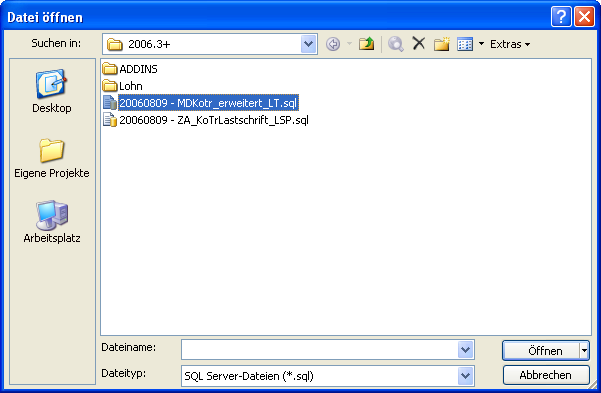 Datei öffnen
Suchen in:
2006.3+
Extras
ADDINS
Lohn
20060809 - MDKotr_erweitert_LT.sql
20060809 - ZA_KoTrLastschrift_LSP.sql
Desktop
Eigene Projekte
Arbeitsplatz
Dateiname:
Öffnen
Dateityp:
SQL Server-Dateien (*.sql)
Abbrechen